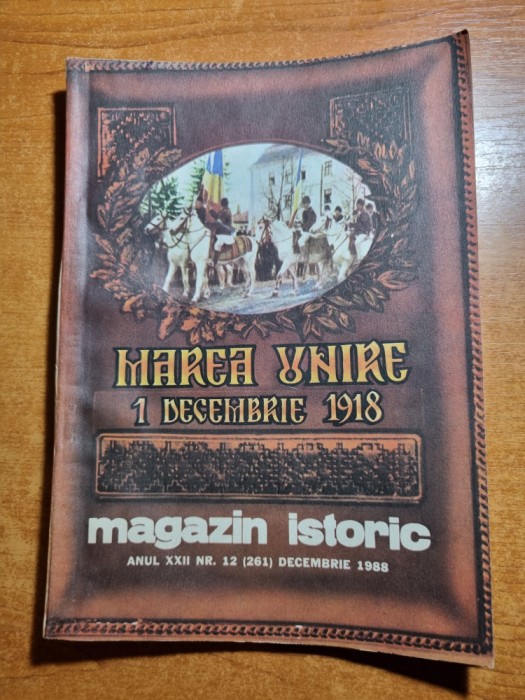 MAREA UNIRE
1 DECEMBRIE 1918
magazin istoric
ANUL XXII NR. 12 (261) DECEMBRIE 1988